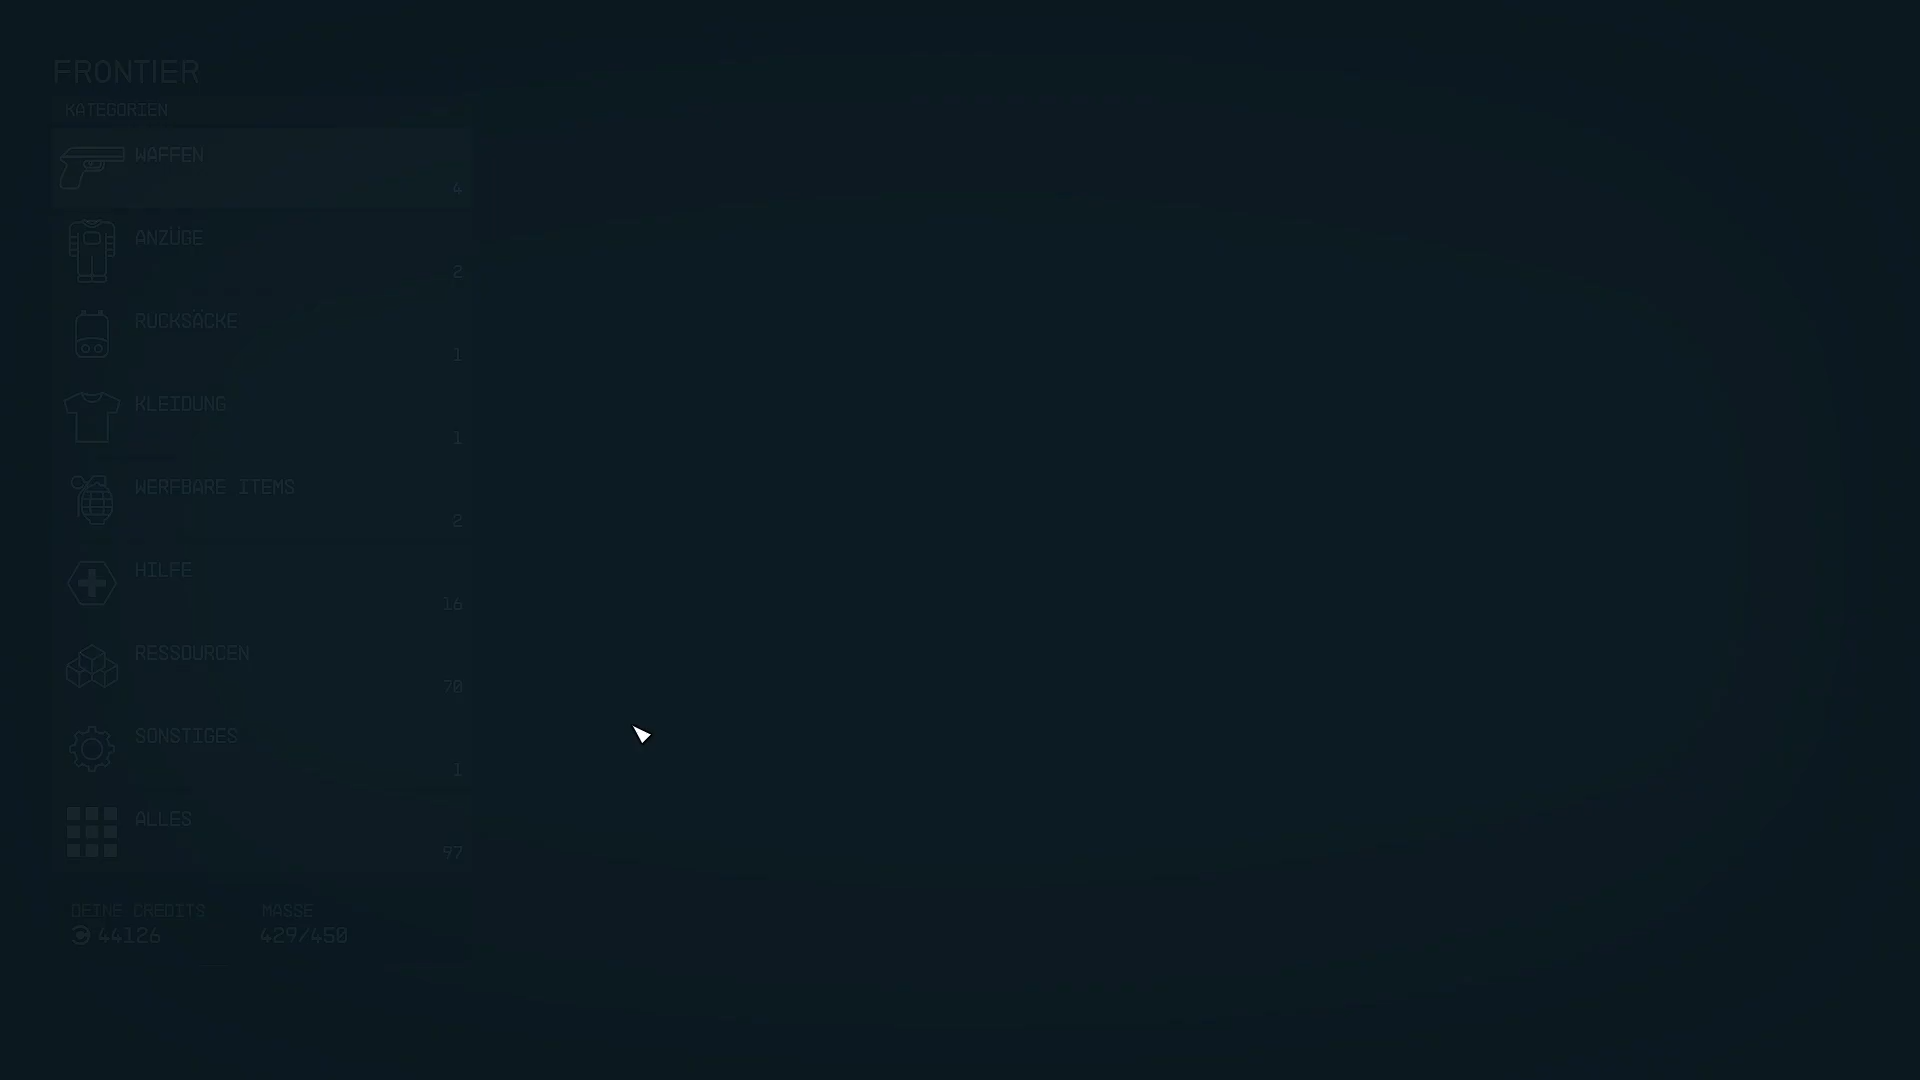 FRONTIER
KATEGORIEN
WAFFEN
4
ANZÜGE
2
RUCKSÄCKE
1
KLEIDUNG
1
WERFBARE ITEMS
2
HILFE
16
RESSOURCEN
70
SONSTIGES
1
ALLES
97
DEINE CREDITS MASSE
44126 429/450